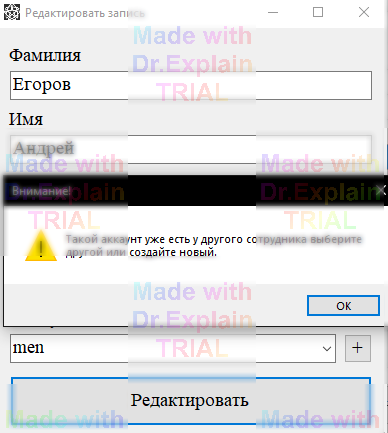 Редактировать запись
Made with
Dr.Explain
TRIAL
Фамилия
Егоров
Имя
Андрей
Made with
Dr.Explain
TRIAL
Made with
Dr.Explain
TRIAL
Внимание!
Такой аккаунт уже есть у другого сотрудника выберите
другой или создайте новый.
OK
Made with
Dr.Explain
TRIAL
men
+
Редактировать
Made with
Made with